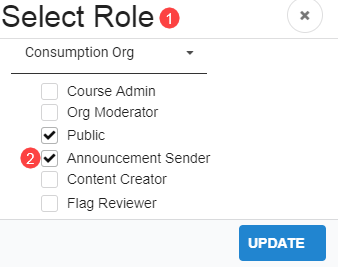 Select Role 1
Consumption Org
Course Admin
Org Moderator
Public
2 Announcement Sender
Content Creator
Flag Reviewer
UPDATE